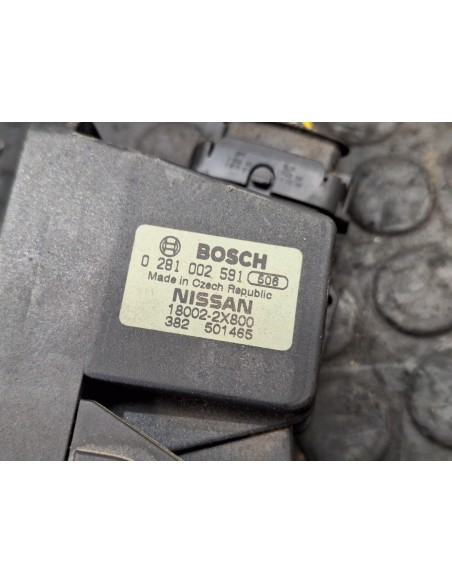 BOSCH
0 281 002 591 506
Made in Czech Republic
NISSAN
18002-2X800
382 501465